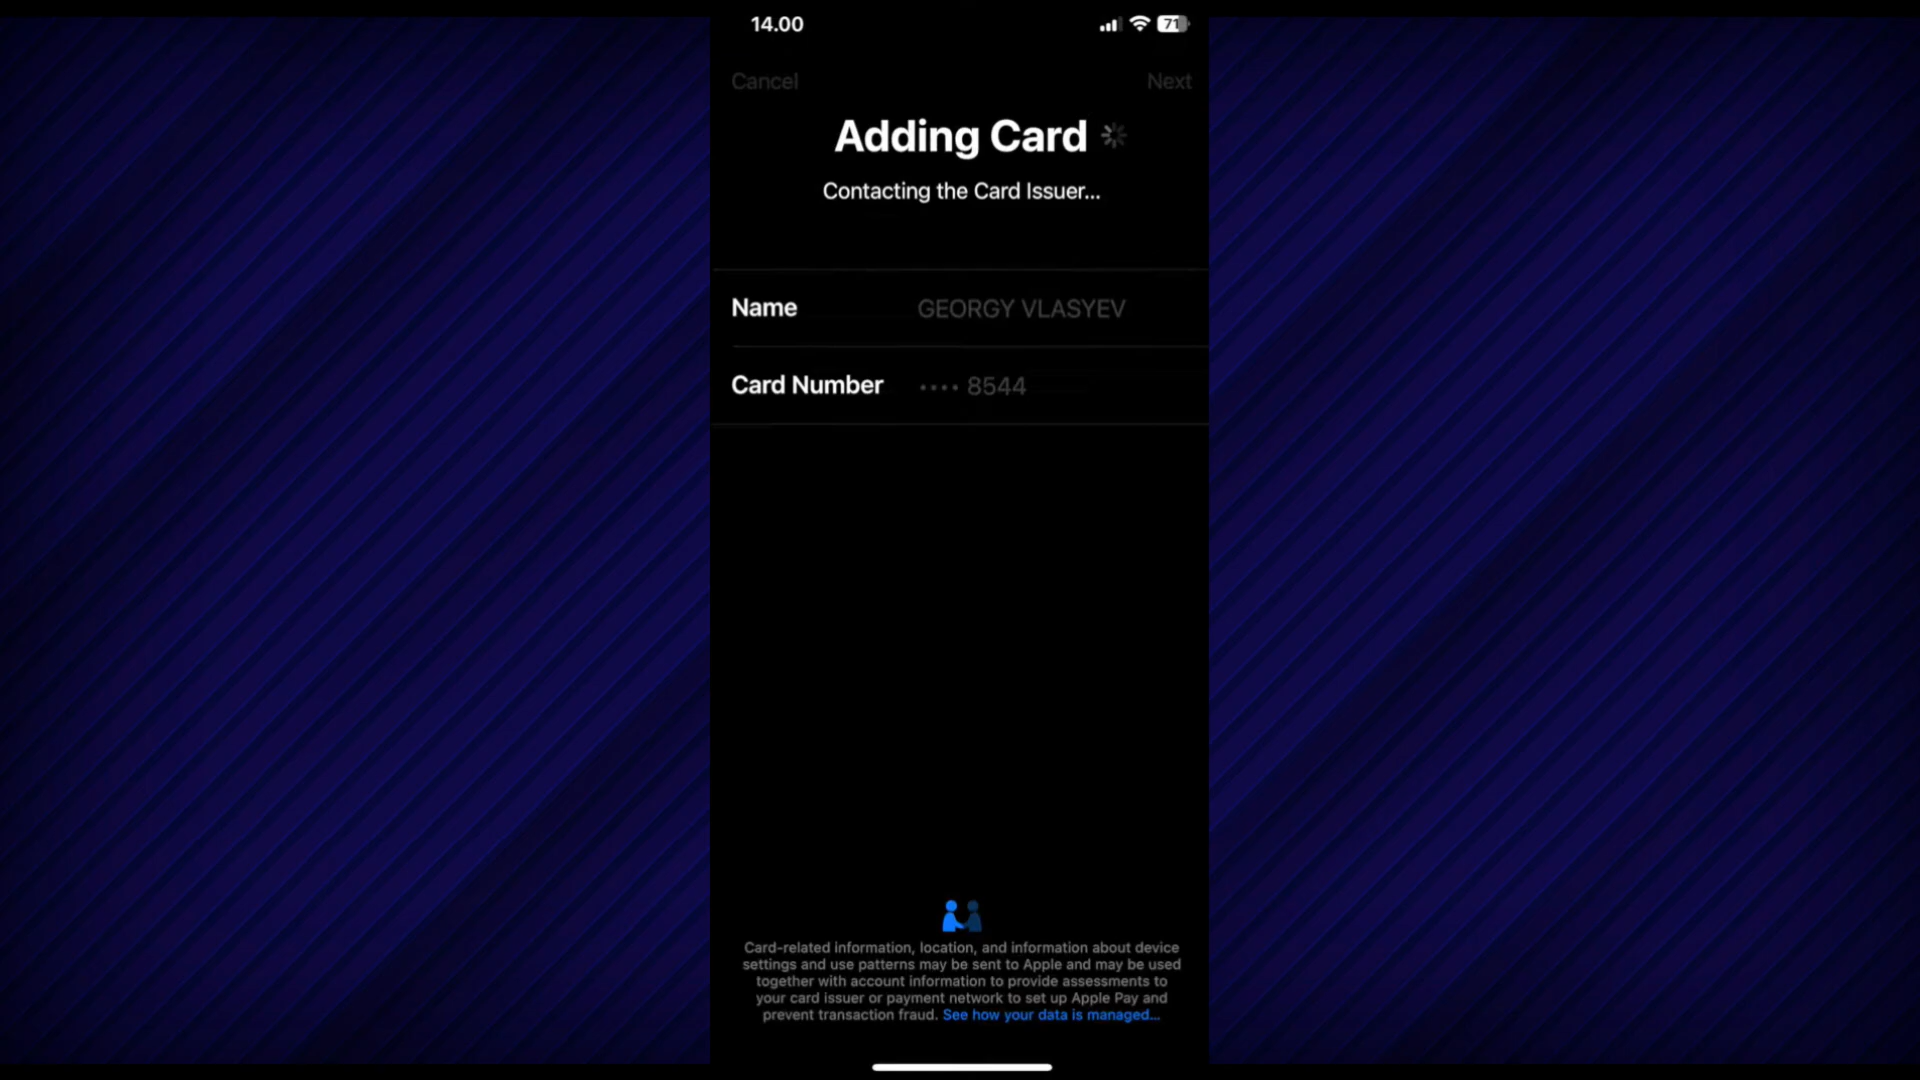 14.00
71
Cancel
Next
Adding Card
Contacting the Card Issuer...
Name
GEORGY VLASYEV
Card Number
•••• 8544
Card-related information, location, and information about device
settings and use patterns may be sent to Apple and may be used
together with account information to provide assessments to
your card issuer or payment network to set up Apple Pay and
prevent transaction fraud. See how your data is managed...